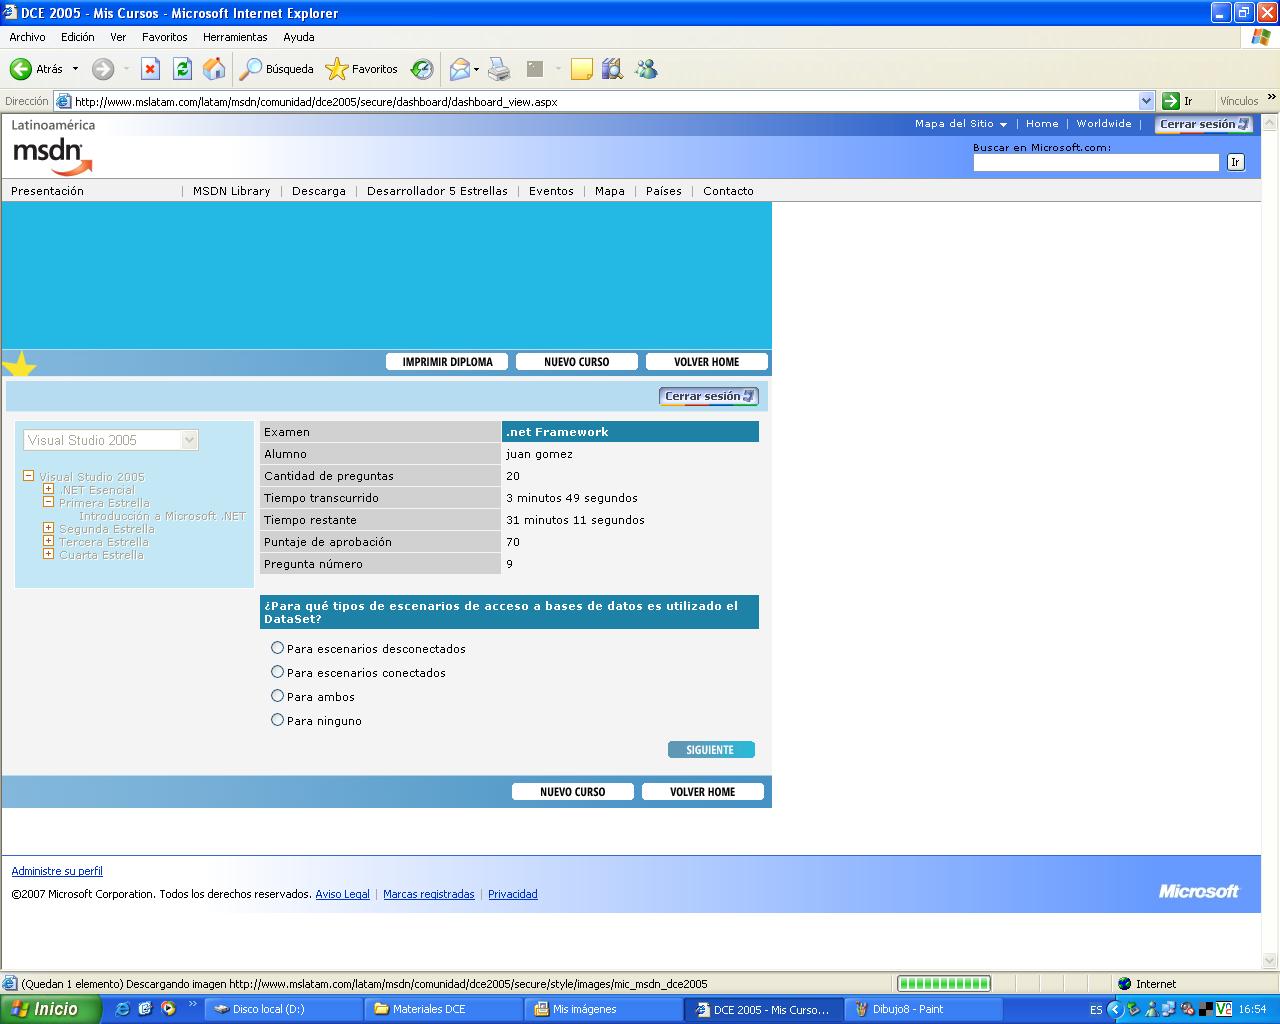 DCE 2005 - Mis Cursos - Microsoft Internet Explorer
Archivo Edición Ver Favoritos Herramientas Ayuda
Atrás Búsqueda Favoritos
Dirección http://www.mslatam.com/latam/msdn/comunidad/dce2005/secure/dashboard/dashboard_view.aspx Ir Vínculos »
Latinoamérica Mapa del Sitio | Home | Worldwide | Cerrar sesión
msdn
Buscar en Microsoft.com:
Ir
Presentación | MSDN Library | Descarga | Desarrollador 5 Estrellas | Eventos | Mapa | Países | Contacto
IMPRIMIR DIPLOMA NUEVO CURSO VOLVER HOME
Cerrar sesión
Visual Studio 2005
Visual Studio 2005
.NET Esencial
Primera Estrella
Introducción a Microsoft .NET
Segunda Estrella
Tercera Estrella
Cuarta Estrella
Examen .net Framework
Alumno juan gomez
Cantidad de preguntas 20
Tiempo transcurrido 3 minutos 49 segundos
Tiempo restante 31 minutos 11 segundos
Puntaje de aprobación 70
Pregunta número 9
¿Para qué tipos de escenarios de acceso a bases de datos es utilizado el
DataSet?
Para escenarios desconectados
Para escenarios conectados
Para ambos
Para ninguno
SIGUIENTE
NUEVO CURSO VOLVER HOME
Administre su perfil
©2007 Microsoft Corporation. Todos los derechos reservados. Aviso Legal | Marcas registradas | Privacidad
Microsoft
(Quedan 1 elemento) Descargando imagen http://www.mslatam.com/latam/msdn/comunidad/dce2005/secure/style/images/mic_msdn_dce2005 Internet
Inicio » Disco local (D:) Materiales DCE Mis imágenes DCE 2005 - Mis Curso... Dibujo8 - Paint ES 16:54